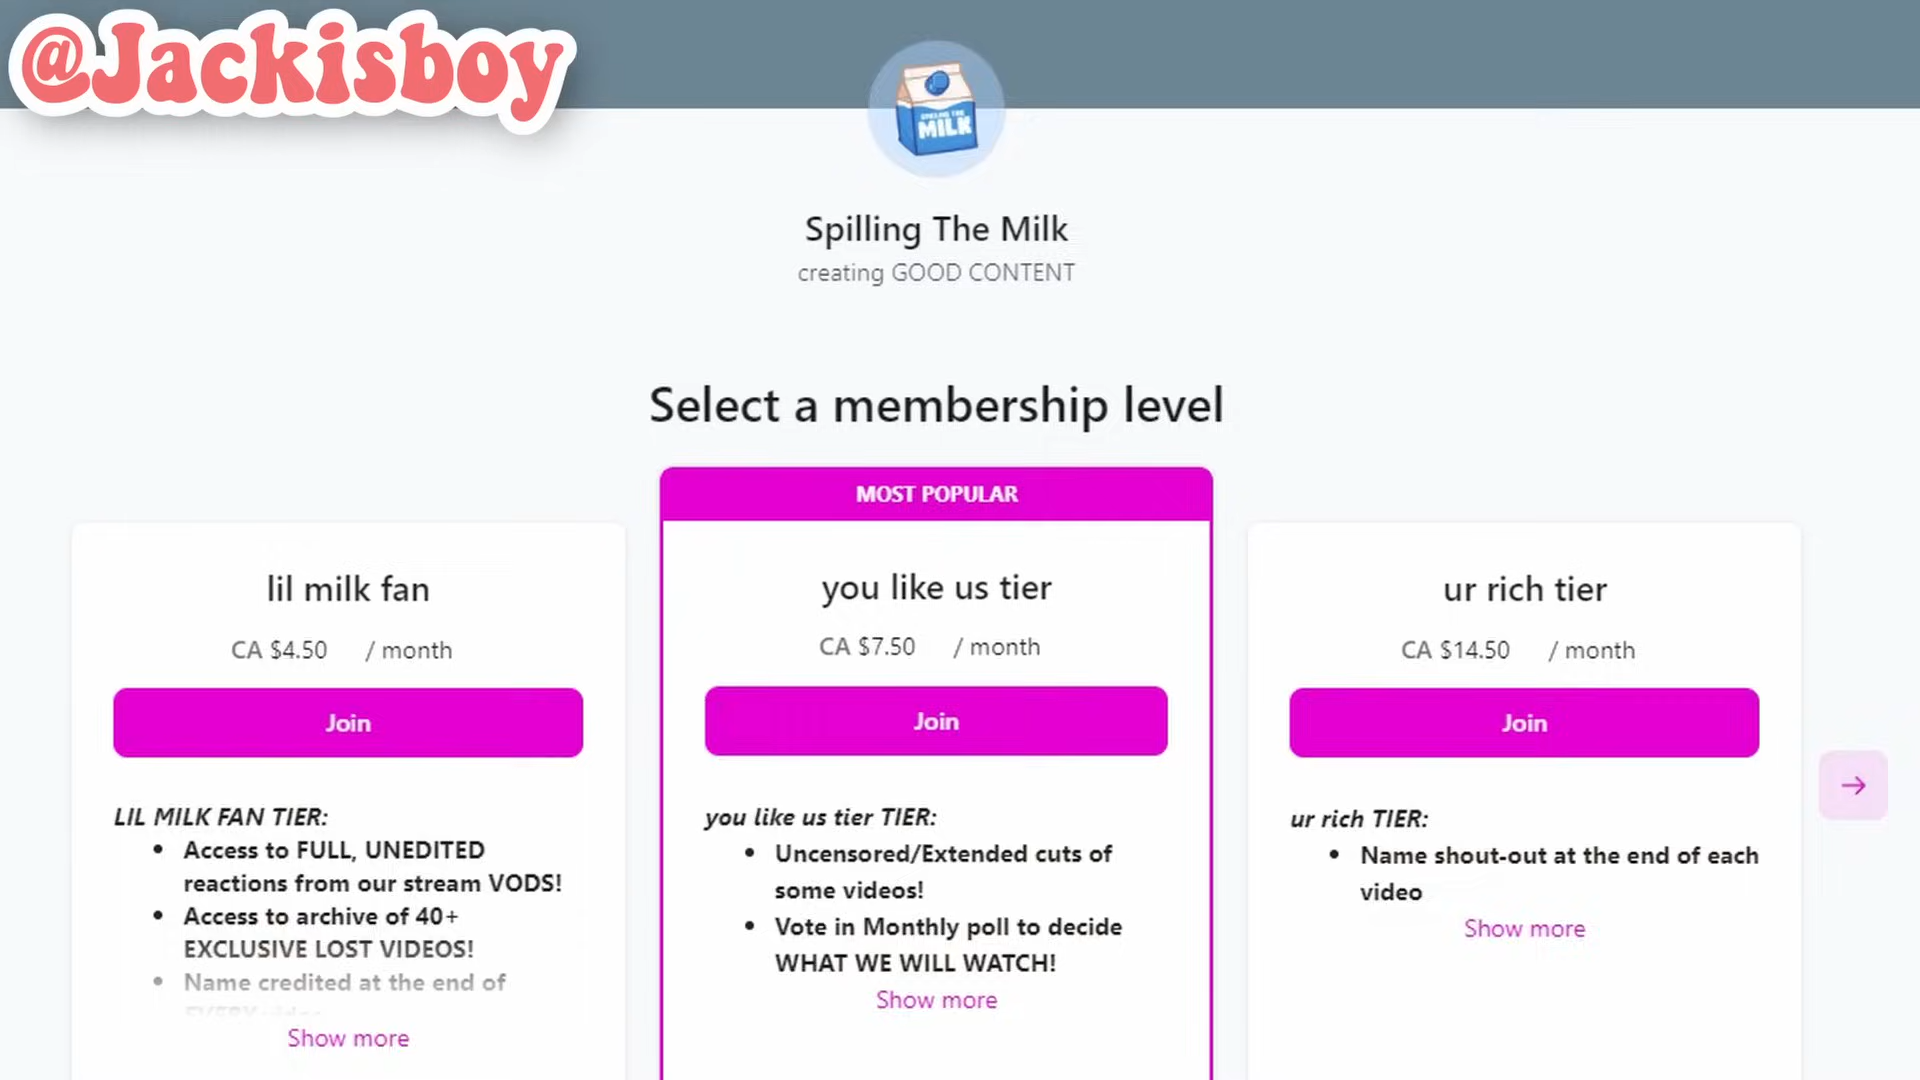 @Jackisboy
MILK
Spilling The Milk
creating GOOD CONTENT
Select a membership level
MOST POPULAR
lil milk fan
CA $4.50 / month
Join
LIL MILK FAN TIER:
• Access to FULL, UNEDITED
reactions from our stream VODS!
• Access to archive of 40+
EXCLUSIVE LOST VIDEOS!
• Name credited at the end of
Show more
you like us tier
CA $7.50 / month
Join
you like us tier TIER:
• Uncensored/Extended cuts of
some videos!
• Vote in Monthly poll to decide
WHAT WE WILL WATCH!
Show more
ur rich tier
CA $14.50 / month
Join
ur rich TIER:
• Name shout-out at the end of each
video
Show more